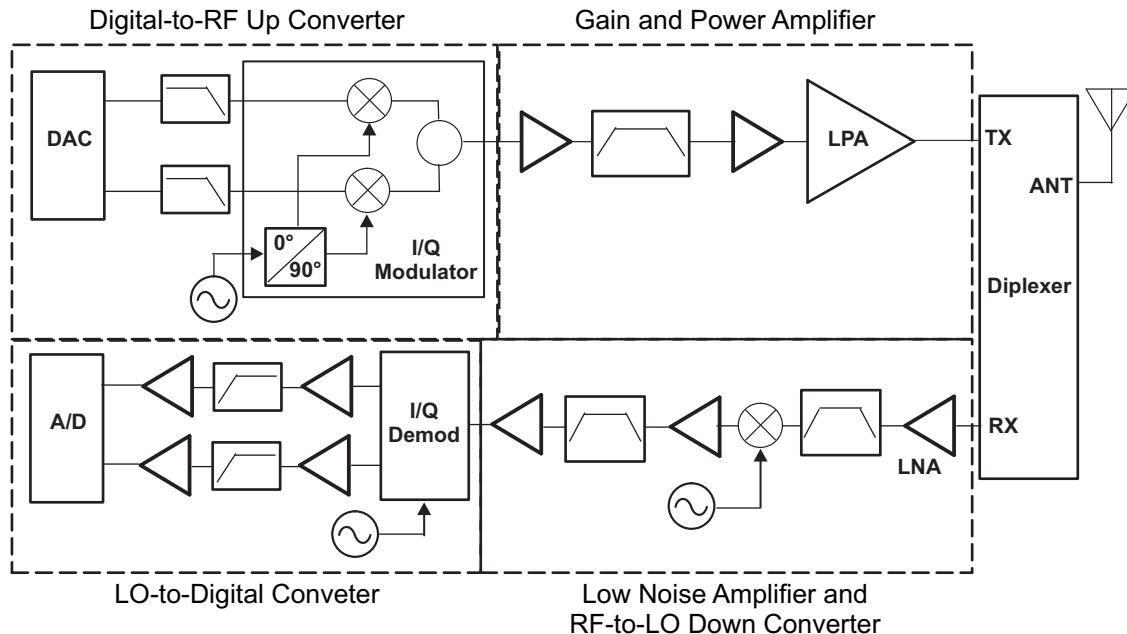 Digital-to-RF Up Converter
Gain and Power Amplifier
DAC
0°
90°
I/Q
Modulator
LPA
TX
ANT
Diplexer
RX
A/D
I/Q
Demod
LNA
LO-to-Digital Conveter
Low Noise Amplifier and
RF-to-LO Down Converter